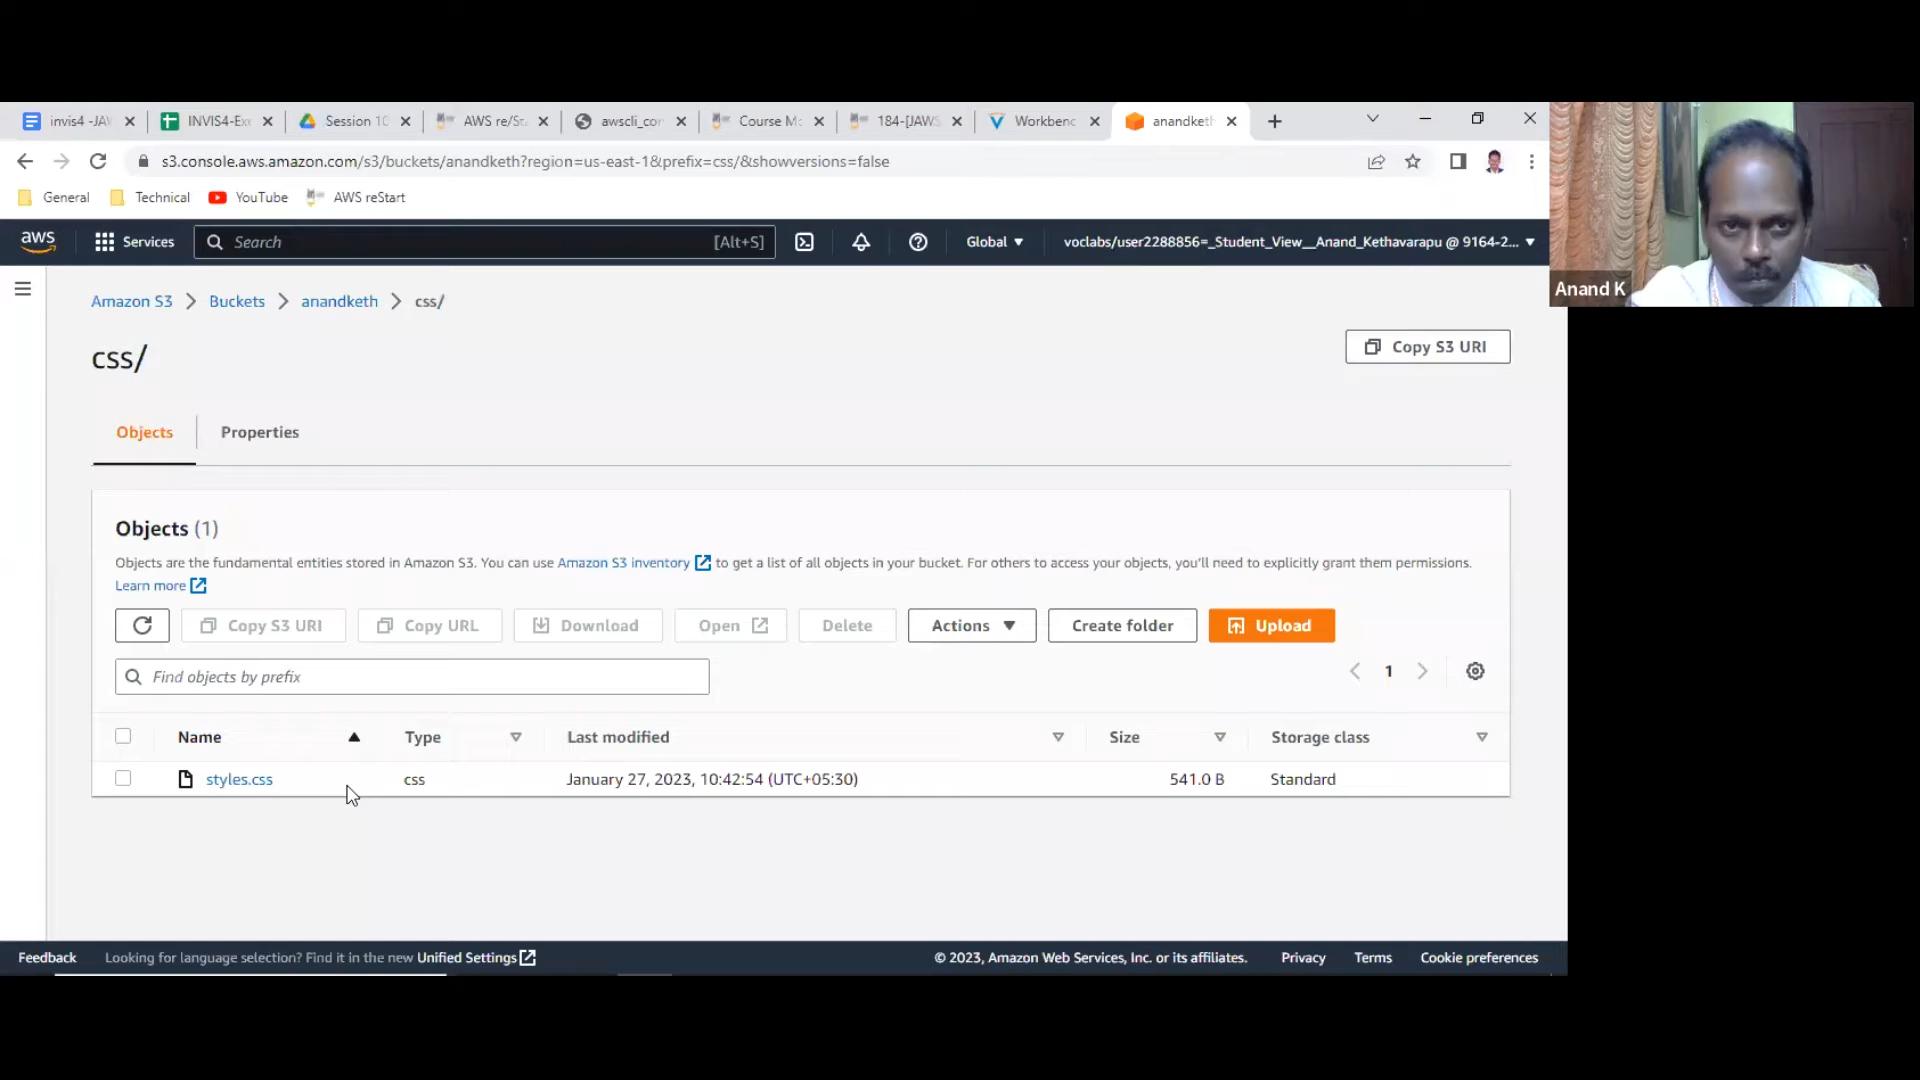 invis4 -JA
INVIS4-Ex
Session 10
AWS re/St
awscli_cor
Course Mo
184-[JAWS
Workbenc
anandketh
s3.console.aws.amazon.com/s3/buckets/anandketh?region=us-east-1&prefix=css/&showversions=false
General
Technical
YouTube
AWS reStart
aws
Services
Search
[Alt+S]
Global
voclabs/user2288856=_Student_View__Anand_Kethavarapu @ 9164-2...
Anand K
Amazon S3
Buckets
anandketh
css/
css/
Copy S3 URI
Objects
Properties
Objects (1)
Objects are the fundamental entities stored in Amazon S3. You can use Amazon S3 inventory to get a list of all objects in your bucket. For others to access your objects, you'll need to explicitly grant them permissions.
Learn more
Copy S3 URI
Copy URL
Download
Open
Delete
Actions
Create folder
Upload
Find objects by prefix
1
Name
Type
Last modified
Size
Storage class
styles.css
css
January 27, 2023, 10:42:54 (UTC+05:30)
541.0 B
Standard
Feedback
Looking for language selection? Find it in the new Unified Settings
© 2023, Amazon Web Services, Inc. or its affiliates.
Privacy
Terms
Cookie preferences